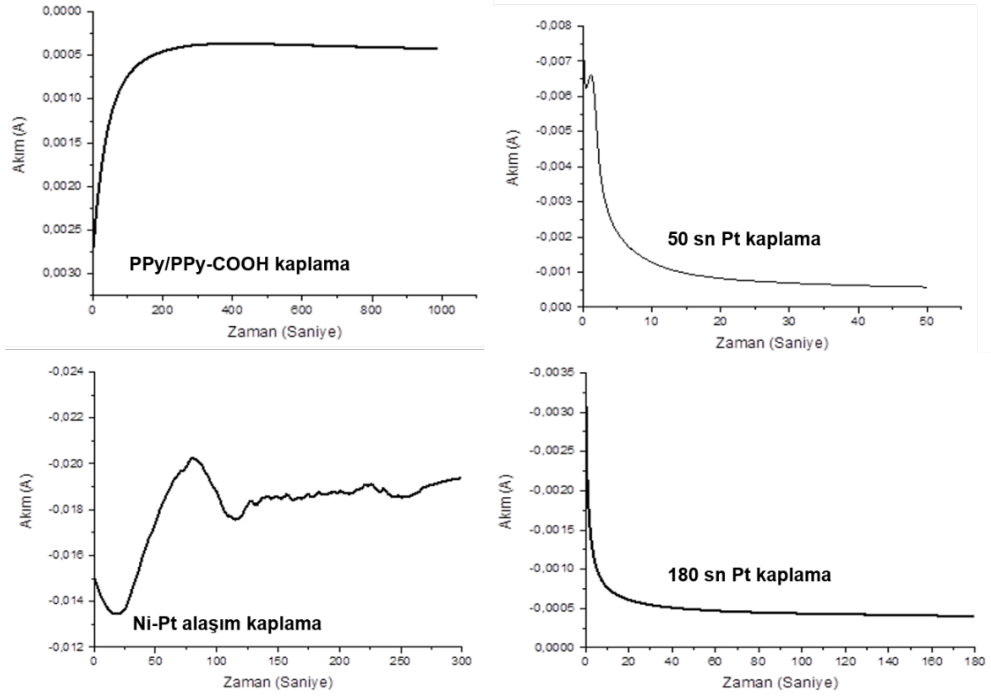 0,0000
0,0005
0,0010
0,0015
0,0020
0,0025
0,0030
Akım (A)
PPy/PPy-COOH kaplama
0 200 400 600 800 1000
Zaman (Saniye)
-0,008
-0,007
-0,006
-0,005
-0,004
-0,003
-0,002
-0,001
0,000
Akım (A)
50 sn Pt kaplama
0 10 20 30 40 50
Zaman (Saniye)
-0,024
-0,022
-0,020
-0,018
-0,016
-0,014
-0,012
Akım (A)
Ni-Pt alaşım kaplama
0 50 100 150 200 250 300
Zaman (Saniye)
-0,0035
-0,0030
-0,0025
-0,0020
-0,0015
-0,0010
-0,0005
0,0000
Akım (A)
180 sn Pt kaplama
0 20 40 60 80 100 120 140 160 180
Zaman (Saniye)